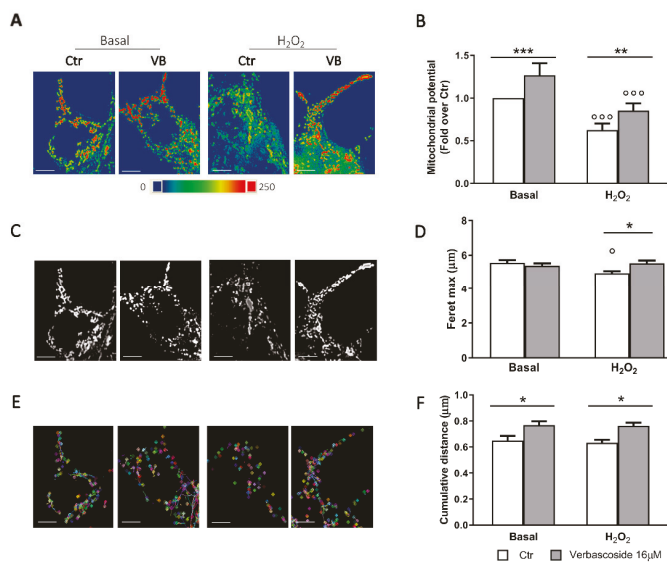 A
Basal
H₂O₂
Ctr
VB
Ctr
VB
0
250
B
Mitochondrial potential
(Fold over Ctr)
1.5
1.0
0.5
0.0
***
**
°°°
°°°
Basal
H₂O₂
C
D
Feret max (µm)
8
6
4
2
0
*
°
Basal
H₂O₂
E
F
Cumulative distance (µm)
1.0
0.8
0.6
0.4
0.2
0.0
*
*
Basal
H₂O₂
Ctr
Verbascoside 16µM